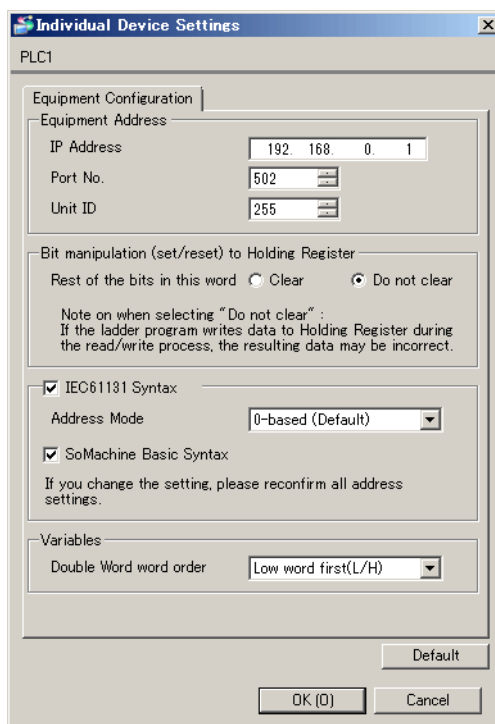 Individual Device Settings
PLC1
Equipment Configuration
Equipment Address
IP Address 192. 168. 0. 1
Port No. 502
Unit ID 255
Bit manipulation (set/reset) to Holding Register
Rest of the bits in this word Clear Do not clear
Note on when selecting "Do not clear" :
If the ladder program writes data to Holding Register during
the read/write process, the resulting data may be incorrect.
IEC61131 Syntax
Address Mode 0-based (Default)
SoMachine Basic Syntax
If you change the setting, please reconfirm all address
settings.
Variables
Double Word word order Low word first(L/H)
Default
OK (O) Cancel